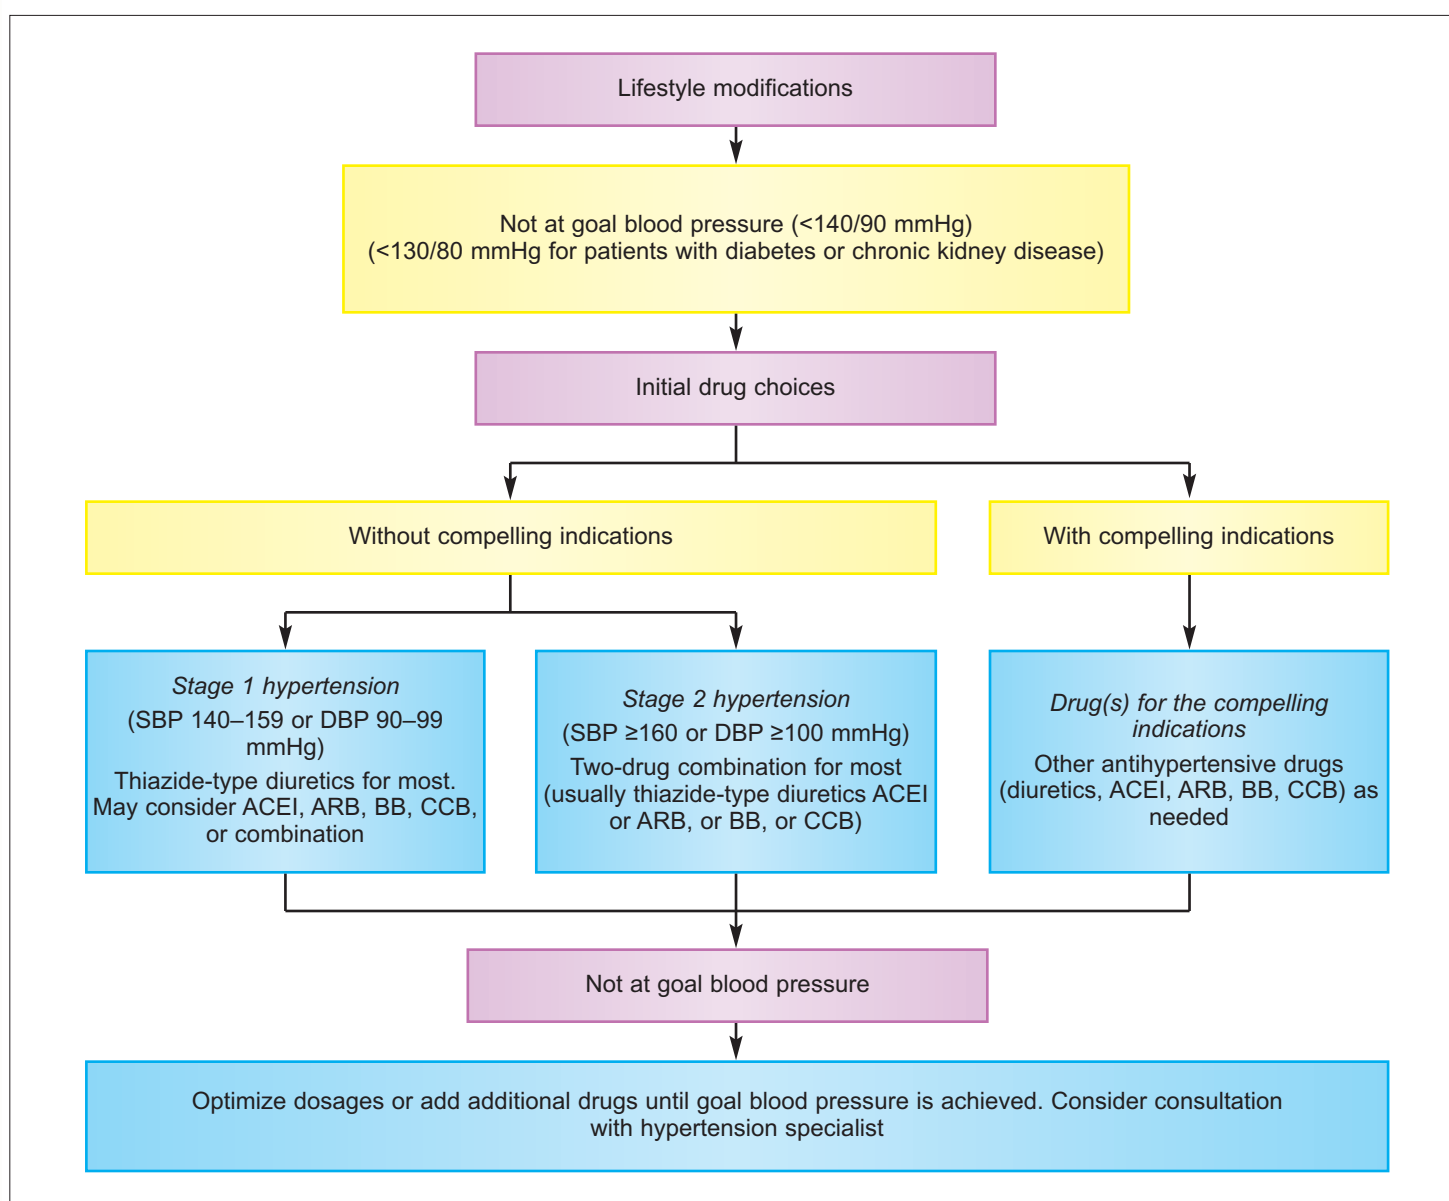 Lifestyle modifications
Not at goal blood pressure (<140/90 mmHg)
(<130/80 mmHg for patients with diabetes or chronic kidney disease)
Initial drug choices
Without compelling indications
With compelling indications
Stage 1 hypertension
(SBP 140–159 or DBP 90–99
mmHg)
Thiazide-type diuretics for most.
May consider ACEI, ARB, BB, CCB,
or combination
Stage 2 hypertension
(SBP ≥160 or DBP ≥100 mmHg)
Two-drug combination for most
(usually thiazide-type diuretics ACEI
or ARB, or BB, or CCB)
Drug(s) for the compelling
indications
Other antihypertensive drugs
(diuretics, ACEI, ARB, BB, CCB) as
needed
Not at goal blood pressure
Optimize dosages or add additional drugs until goal blood pressure is achieved. Consider consultation
with hypertension specialist